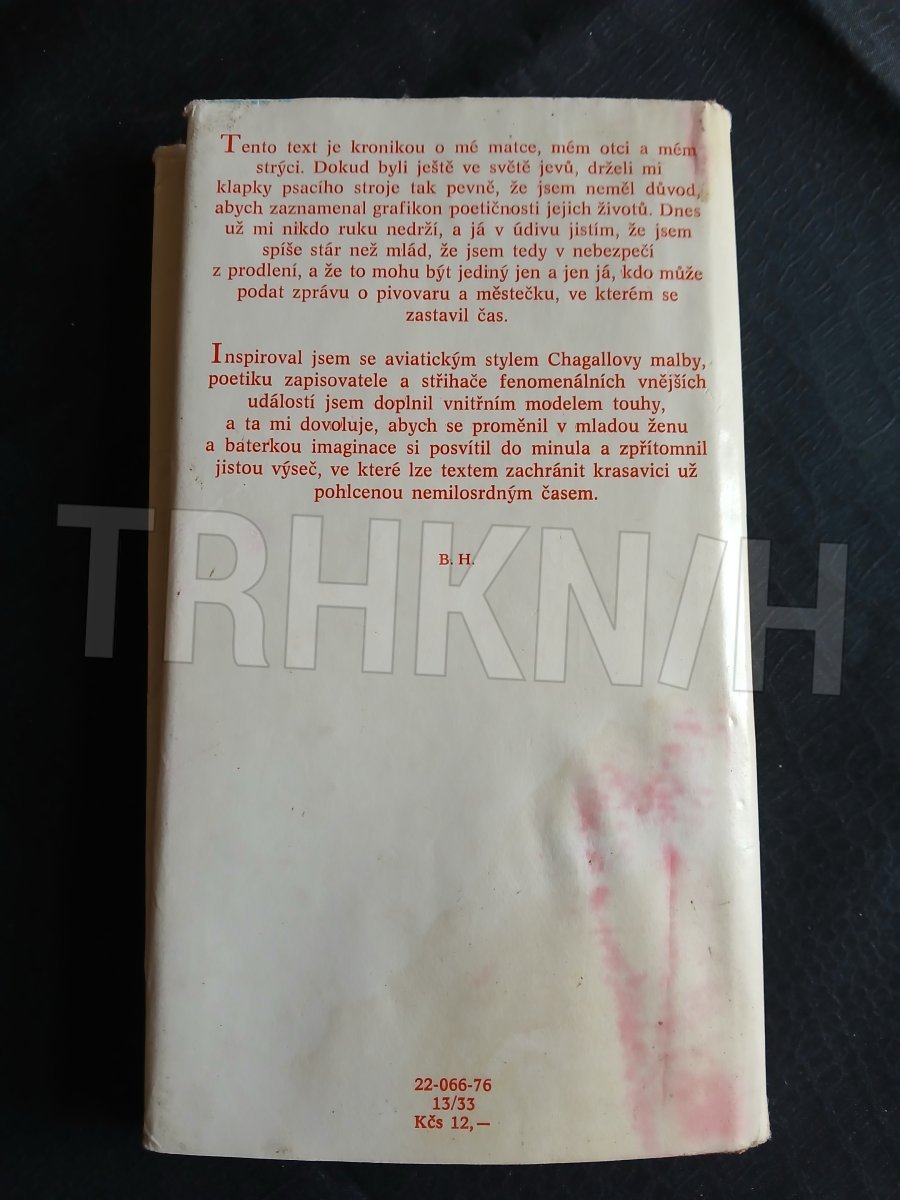 Tento text je kronikou o mé matce, mém otci a mém
strýci. Dokud byli ještě ve světě jevů, drželi mi
klapky psacího stroje tak pevně, že jsem neměl důvod,
abych zaznamenal grafikon poetičnosti jejich životů. Dnes
už mi nikdo ruku nedrží, a já v údivu jistím, že jsem
spíše stár než mlád, že jsem tedy v nebezpečí
z prodlení, a že to mohu být jediný jen a jen já, kdo může
podat zprávu o pivovaru a městečku, ve kterém se
zastavil čas.
Inspiroval jsem se aviatickým stylem Chagallovy malby,
poetiku zapisovatele a střihače fenomenálních vnějších
událostí jsem doplnil vnitřním modelem touhy,
a ta mi dovoluje, abych se proměnil v mladou ženu
a baterkou imaginace si posvítil do minula a zpřítomnil
jistou výseč, ve které lze textem zachránit krasavici už
pohlcenou nemilosrdným časem.
B. H.
TRHKNIH
22-066-76
13/33
Kčs 12,—